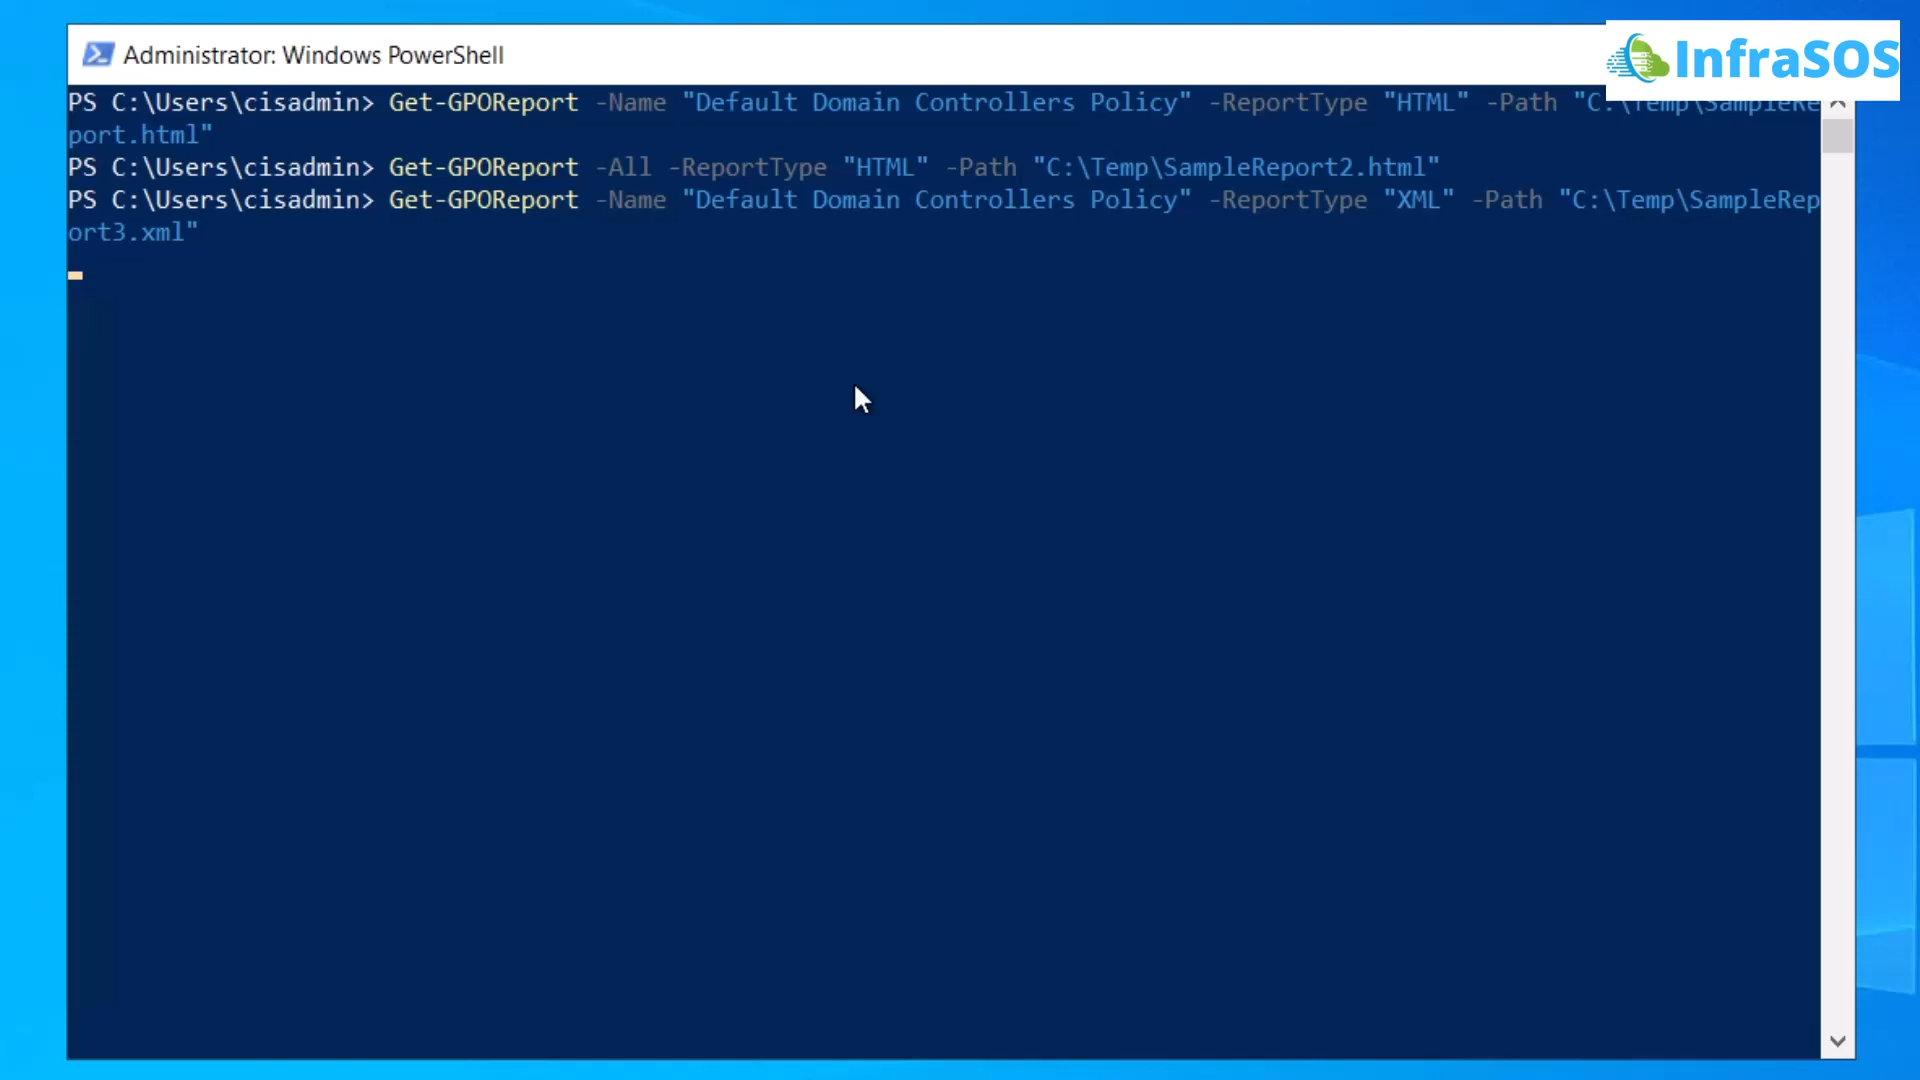 InfraSOS
Administrator: Windows PowerShell
PS C:\Users\cisadmin> Get-GPOReport -Name "Default Domain Controllers Policy" -ReportType "HTML" -Path "C:\Temp\SampleRe
port.html"
PS C:\Users\cisadmin> Get-GPOReport -All -ReportType "HTML" -Path "C:\Temp\SampleReport2.html"
PS C:\Users\cisadmin> Get-GPOReport -Name "Default Domain Controllers Policy" -ReportType "XML" -Path "C:\Temp\SampleRep
ort3.xml"